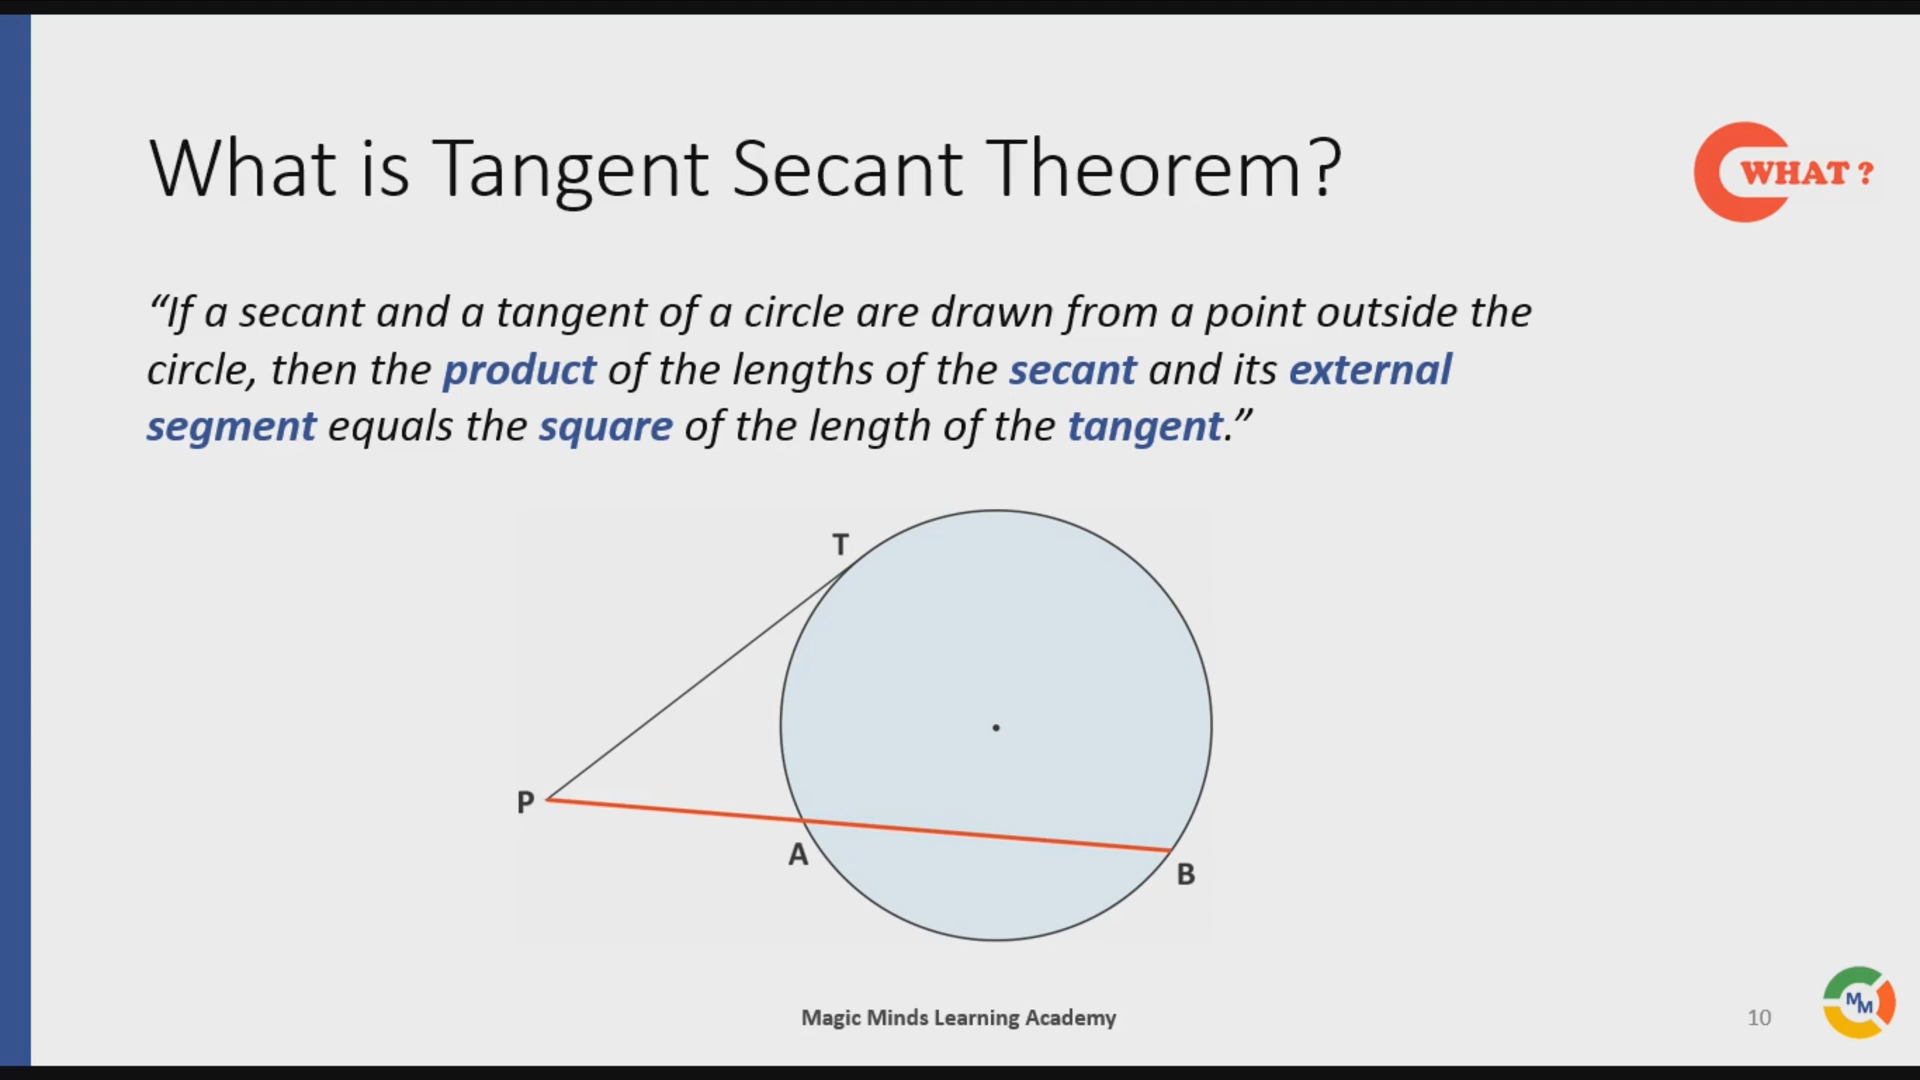 What is Tangent Secant Theorem?
WHAT ?
“If a secant and a tangent of a circle are drawn from a point outside the
circle, then the product of the lengths of the secant and its external
segment equals the square of the length of the tangent.”
T
P
A
B
Magic Minds Learning Academy
10
MM